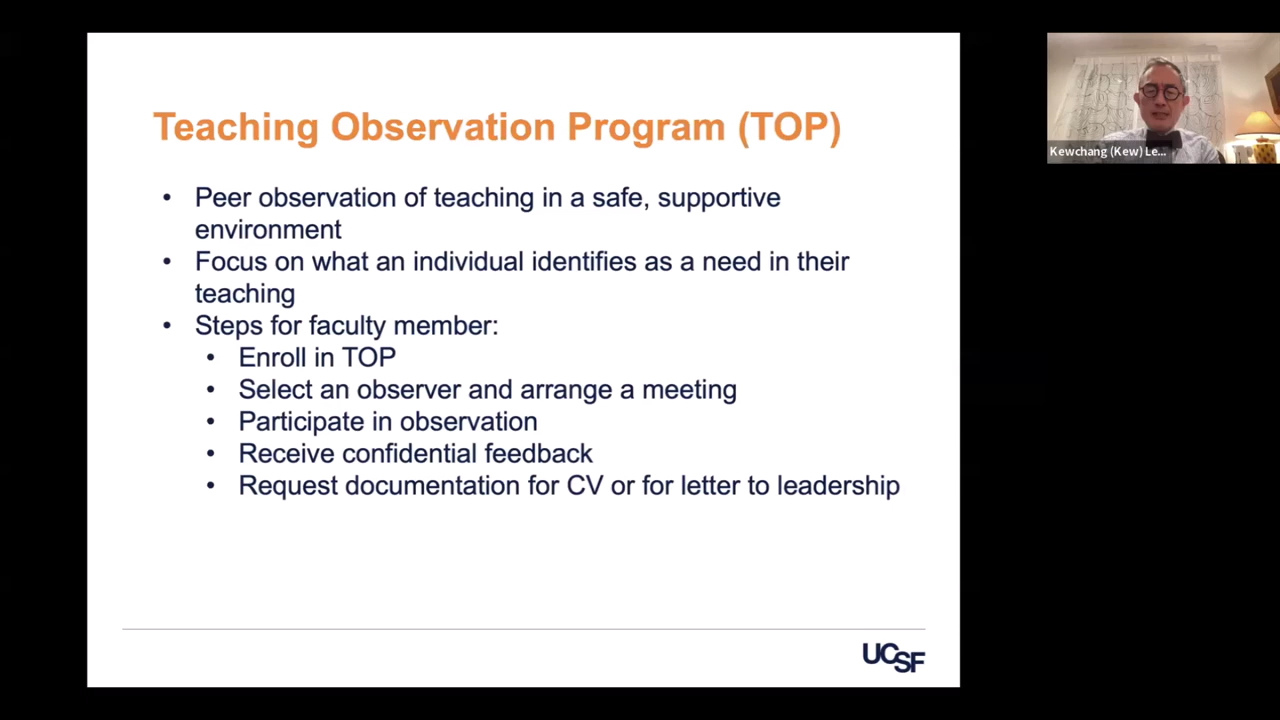 Teaching Observation Program (TOP)
• Peer observation of teaching in a safe, supportive
environment
• Focus on what an individual identifies as a need in their
teaching
• Steps for faculty member:
• Enroll in TOP
• Select an observer and arrange a meeting
• Participate in observation
• Receive confidential feedback
• Request documentation for CV or for letter to leadership
UCSF
Kewchang (Kew) Le...